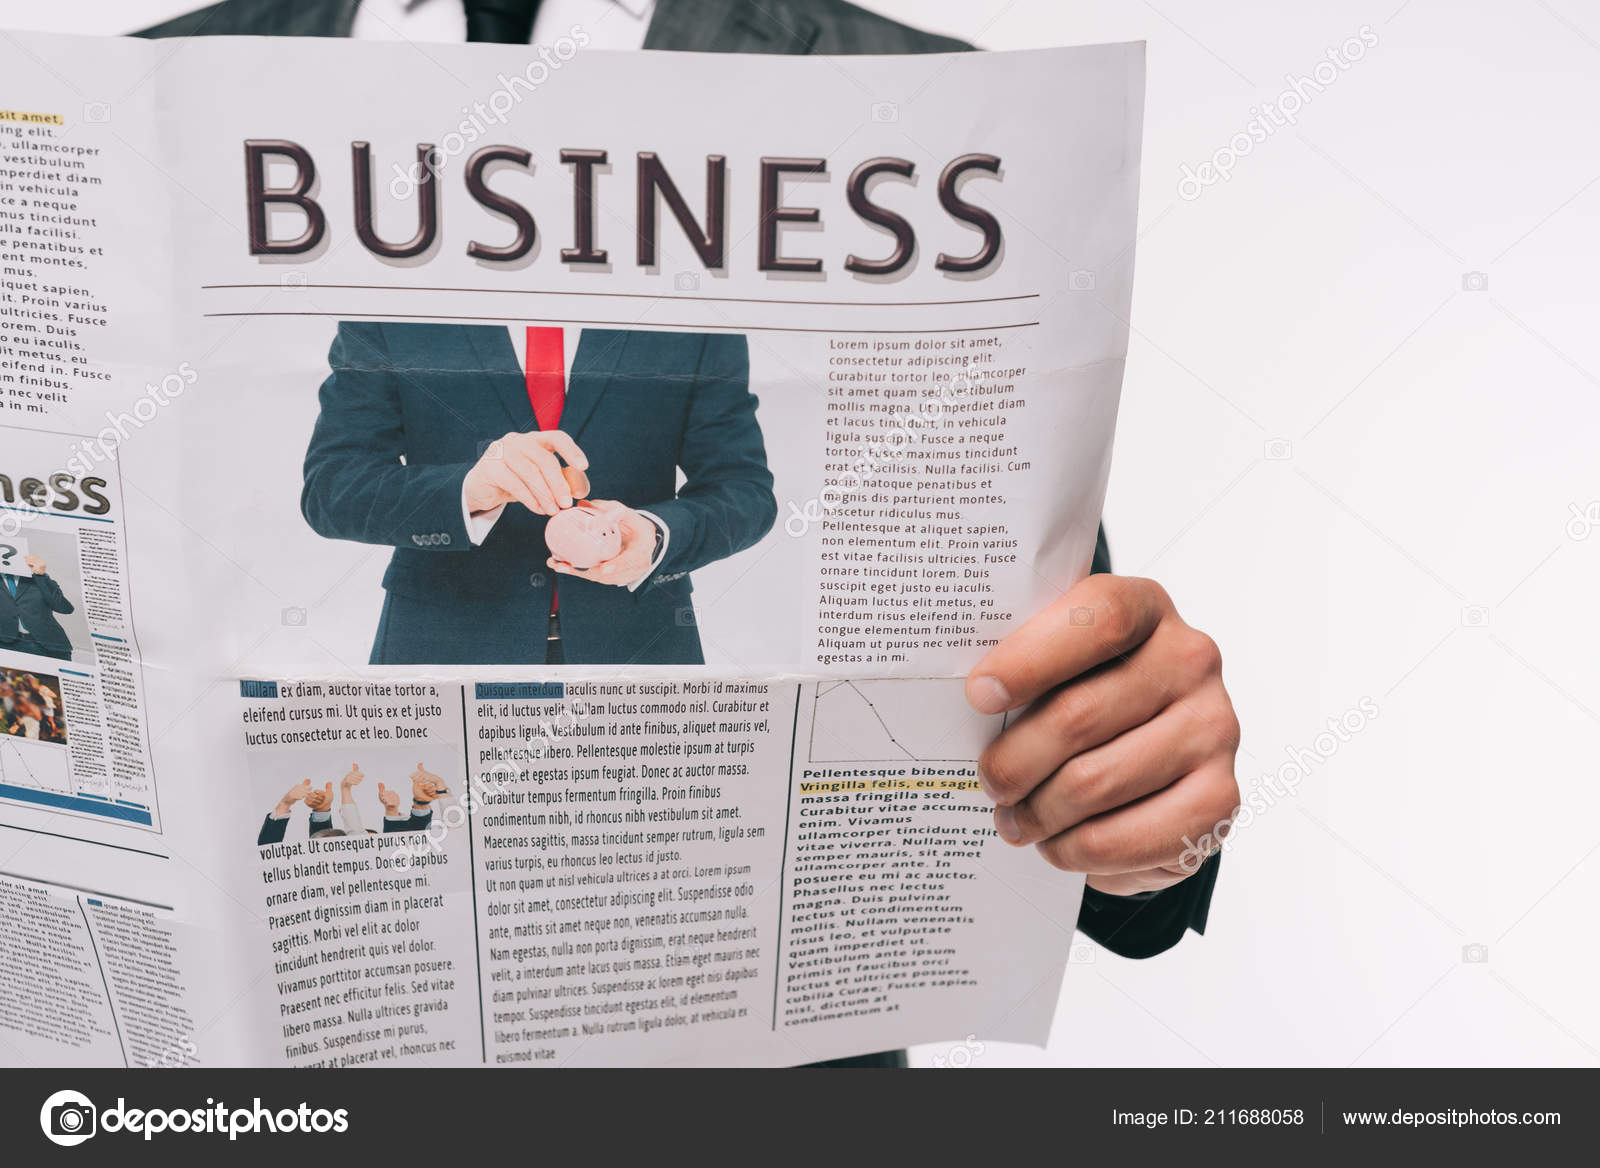 sit amet,
ing elit.
, ullamcorper
vestibulum
mperdiet diam
in vehicula
ce a neque
mus tincidunt
ulla facilisi.
e penatibus et
ent montes,
mus.
iquet sapien,
t. Proin varius
ultricies. Fusce
orem. Duis
o eu iaculis.
lit metus, eu
eifend in. Fusce
m finibus.
s nec velit
a in mi.
ness
?
BUSINESS
Lorem ipsum dolor sit amet,
consectetur adipiscing elit.
Curabitur tortor leo, ullamcorper
sit amet quam sed, vestibulum
mollis magna. Ut imperdiet diam
et lacus tincidunt, in vehicula
ligula suscipit. Fusce a neque
tortor. Fusce maximus tincidunt
erat et facilisis. Nulla facilisi. Cum
sociis natoque penatibus et
magnis dis parturient montes,
nascetur ridiculus mus.
Pellentesque at aliquet sapien,
non elementum elit. Proin varius
est vitae facilisis ultricies. Fusce
ornare tincidunt lorem. Duis
suscipit eget justo eu iaculis.
Aliquam luctus elit metus, eu
interdum risus eleifend in. Fusce
congue elementum finibus.
Aliquam ut purus nec velit sem
egestas a in mi.
Nullam ex diam, auctor vitae tortor a,
eleifend cursus mi. Ut quis ex et justo
luctus consectetur ac et leo. Donec
volutpat. Ut consequat purus non
tellus blandit tempus. Donec dapibus
ornare diam, vel pellentesque mi.
Praesent dignissim diam in placerat
sagittis. Morbi vel elit ac dolor
tincidunt hendrerit quis vel dolor.
Vivamus porttitor accumsan posuere.
Praesent nec efficitur felis. Sed vitae
libero massa. Nulla ultrices gravida
finibus. Suspendisse mi purus,
at placerat vel, rhoncus nec
Quisque interdum iaculis nunc ut suscipit. Morbi id maximus
elit, id luctus velit. Nullam luctus commodo nisl. Curabitur et
dapibus ligula. Vestibulum id ante finibus, aliquet mauris vel,
pellentesque libero. Pellentesque molestie ipsum at turpis
congue, et egestas ipsum feugiat. Donec ac auctor massa.
Curabitur tempus fermentum fringilla. Proin finibus
condimentum nibh, id rhoncus nibh vestibulum ut.
Maecenas sagittis, massa tincidunt semper rutrum, ligula sem
varius turpis, eu rhoncus leo lectus id justo.
Ut non quam ut nisl vehicula ultrices a at orci. Lorem ipsum
dolor sit amet, consectetur adipiscing elit. Suspendisse odio
ante, mattis sit amet neque non, venenatis accumsan nulla.
Nam egestas, nulla non porta dignissim, erat neque hendrerit
velit, a interdum ante lacus quis massa. Etiam eget mauris nec
diam pulvinar ultrices. Suspendisse ac lorem eget nisi dapibus
tempor. Suspendisse tincidunt egestas elit, id elementum
libero fermentum a. Nulla rutrum ligula dolor, at vehicula ex
euismod vitae
Pellentesque bibendu
Vringilla felis, eu sagit
massa fringilla sed.
Curabitur vitae accumsan
enim. Vivamus
ullamcorper tincidunt elit
vitae viverra. Nullam vel
semper mauris, sit amet
ullamcorper ante. In
posuere eu mi ac auctor.
Phasellus nec lectus
magna. Duis pulvinar
lectus ut condimentum
mollis. Nullam venenatis
risus leo, et vulputate
quam imperdiet ut.
Vestibulum ante ipsum
primis in faucibus orci
luctus et ultrices posuere
cubilia Curae; Fusce sapien
nisl, dictum at
condimentum at
depositphotos
Image ID: 211688058
www.depositphotos.com